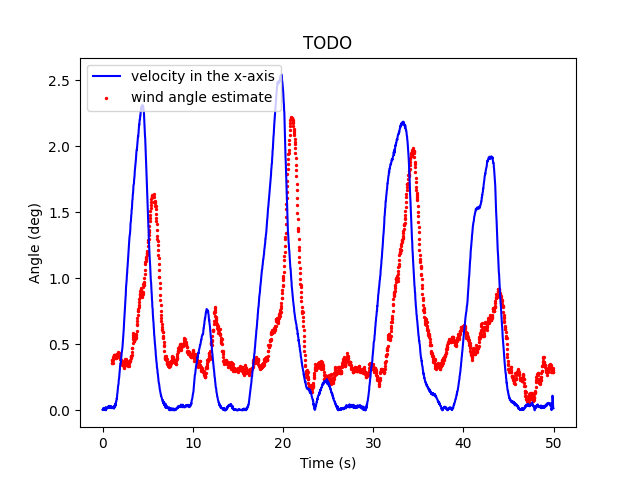 TODO
velocity in the x-axis
wind angle estimate
2.5
2.0
1.5
1.0
0.5
0.0
Angle (deg)
0 10 20 30 40 50
Time (s)